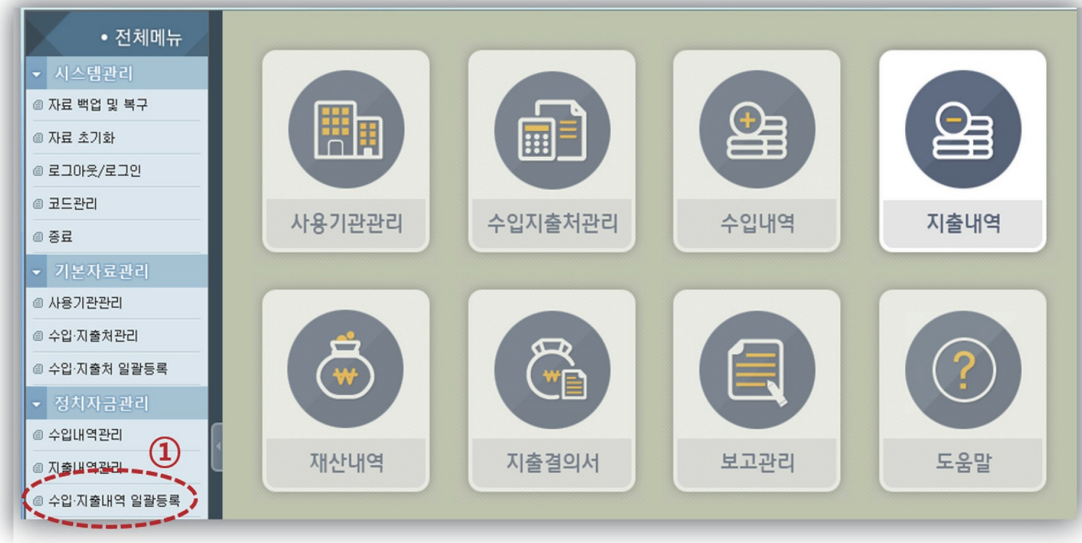 • 전체메뉴
시스템관리
자료 백업 및 복구
자료 초기화
로그아웃/로그인
코드관리
종료
기본자료관리
사용기관관리
수입·지출처관리
수입·지출처 일괄등록
정치자금관리
수입내역관리
①
지출내역관리
수입·지출내역 일괄등록
사용기관관리
수입지출처관리
수입내역
지출내역
재산내역
지출결의서
보고관리
도움말